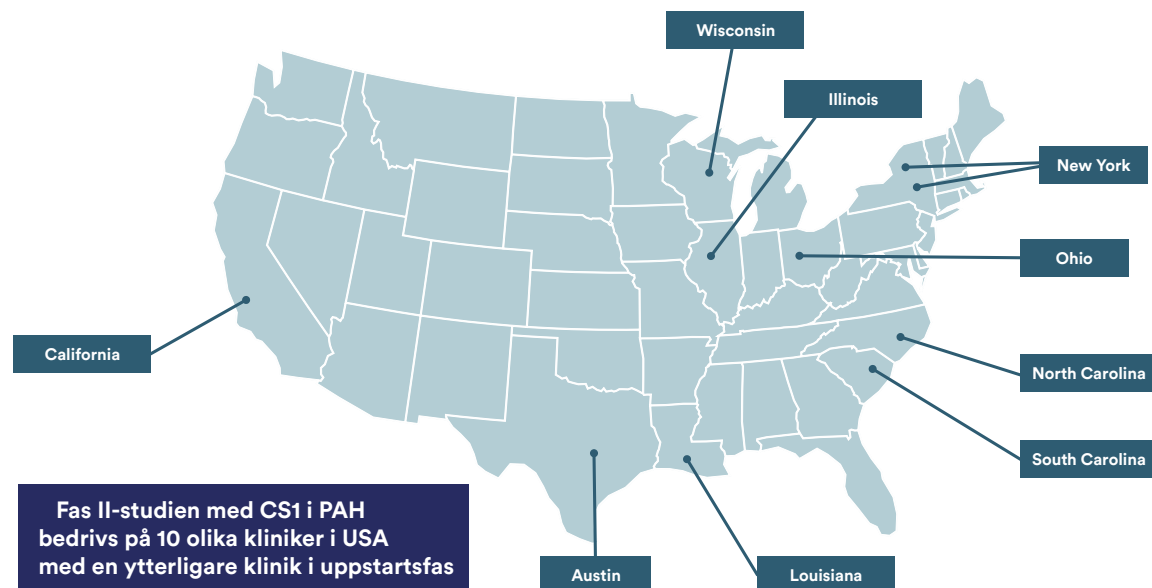 Wisconsin
Illinois
New York
Ohio
California
North Carolina
South Carolina
Fas II-studien med CS1 i PAH
bedrivs på 10 olika kliniker i USA
med en ytterligare klinik i uppstartsfas
Austin
Louisiana